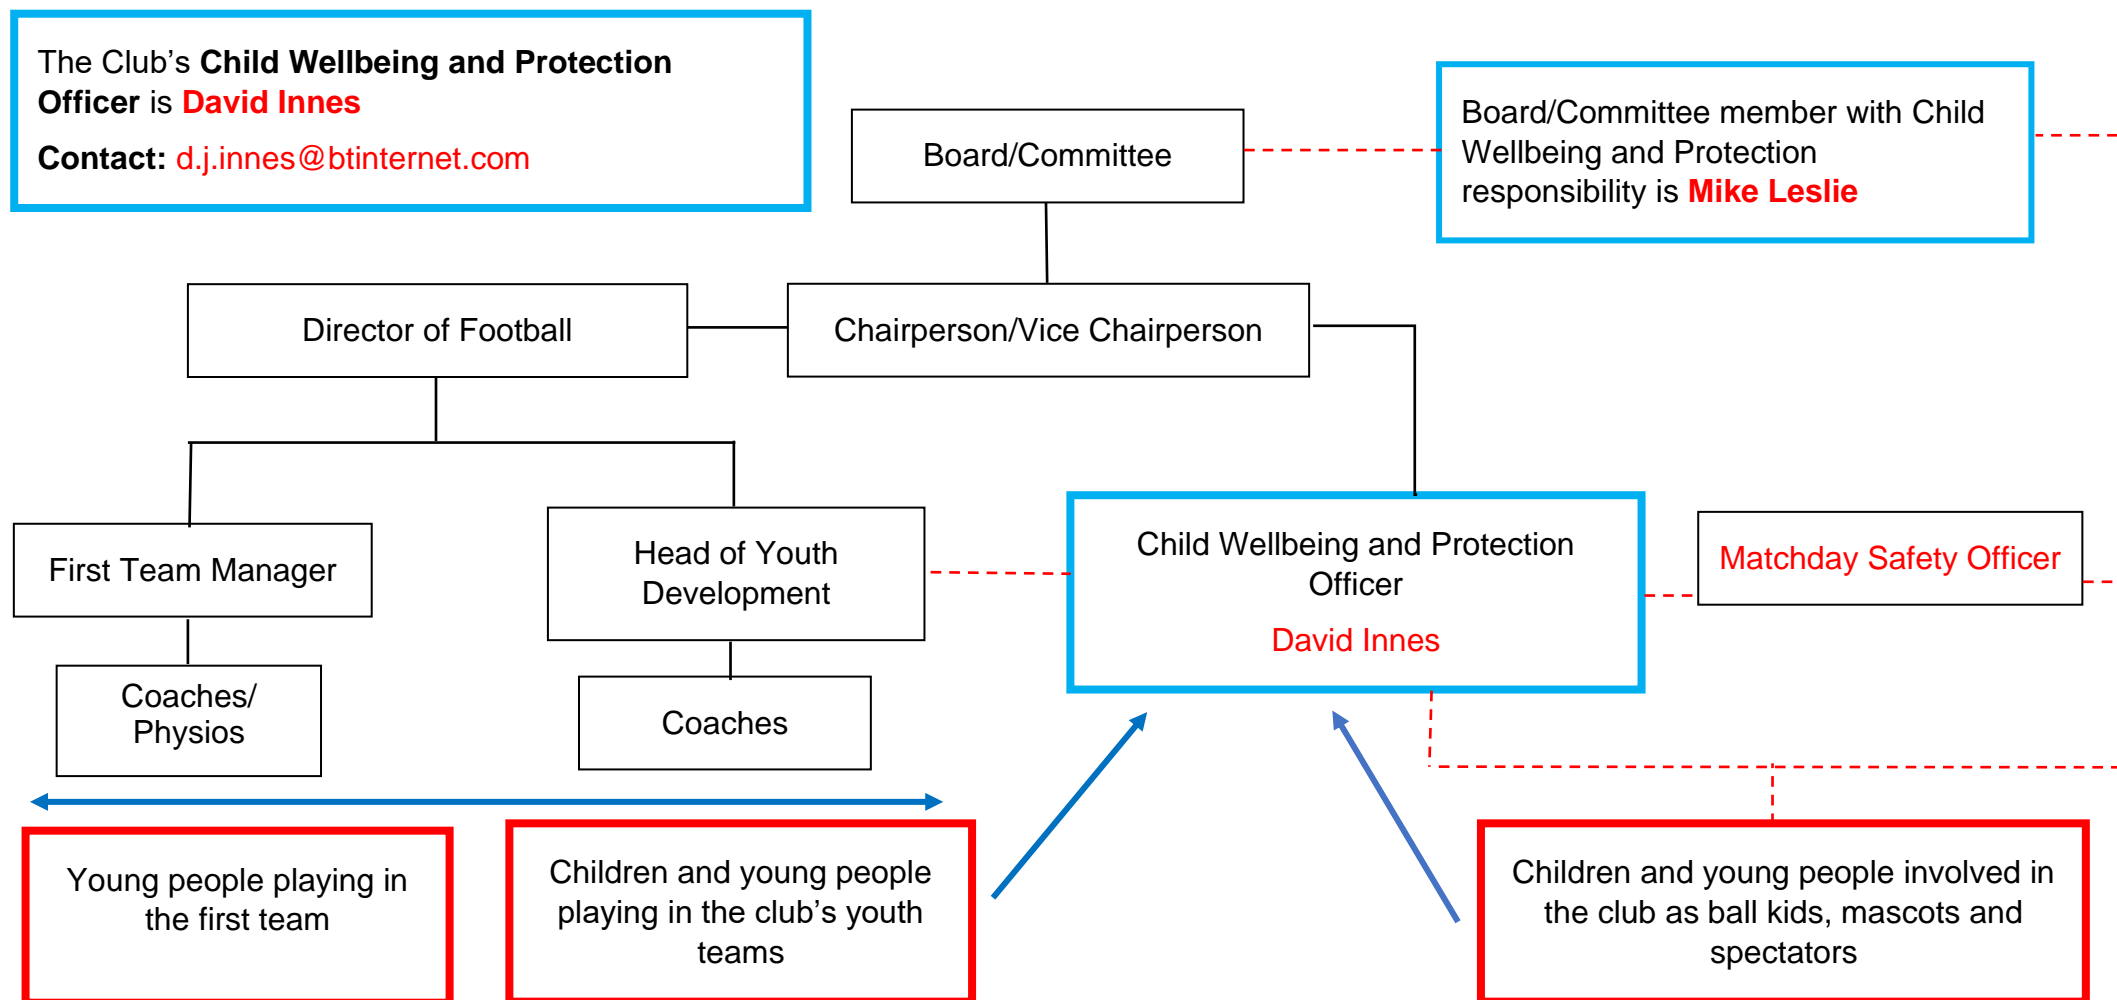 The Club’s Child Wellbeing and Protection
Officer is David Innes
Contact: d.j.innes@btinternet.com
Board/Committee
Board/Committee member with Child
Wellbeing and Protection
responsibility is Mike Leslie
Director of Football
Chairperson/Vice Chairperson
First Team Manager
Head of Youth
Development
Child Wellbeing and Protection
Officer
David Innes
Matchday Safety Officer
Coaches/
Physios
Coaches
Young people playing in
the first team
Children and young people
playing in the club’s youth
teams
Children and young people involved in
the club as ball kids, mascots and
spectators